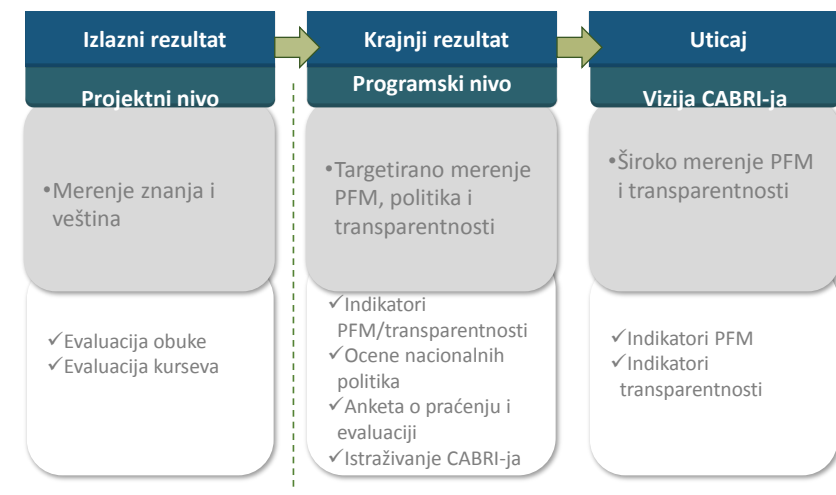 Izlazni rezultat
Projektni nivo
•Merenje znanja i
veština
✓Evaluacija obuke
✓Evaluacija kurseva
Krajnji rezultat
Programski nivo
•Targetirano merenje
PFM, politika i
transparentnosti
✓Indikatori
PFM/transparentnosti
✓Ocene nacionalnih
politika
✓Anketa o praćenju i
evaluaciji
✓Istraživanje CABRI-ja
Uticaj
Vizija CABRI-ja
•Široko merenje PFM
i transparentnosti
✓Indikatori PFM
✓Indikatori
transparentnosti